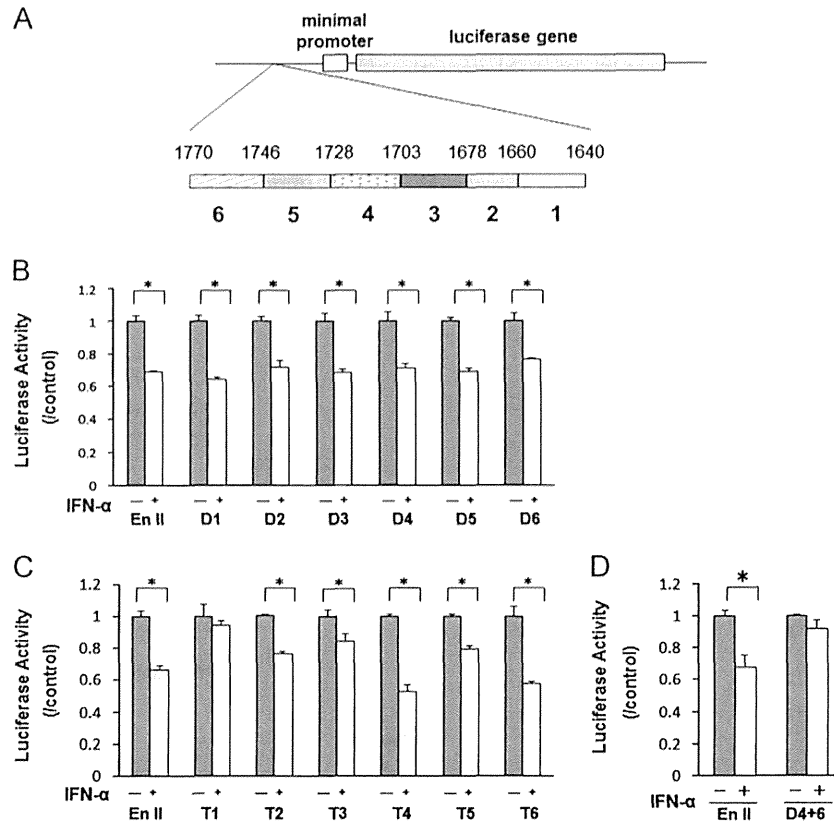 A
minimal
promoter
luciferase gene
1770 1746 1728 1703 1678 1660 1640
6 5 4 3 2 1
B
Luciferase Activity
(/control)
1.2
1
0.8
0.6
0.4
0.2
0
* * * * * * *
IFN-α — + — + — + — + — + — + — +
En II D1 D2 D3 D4 D5 D6
C
Luciferase Activity
(/control)
1.2
1
0.8
0.6
0.4
0.2
0
* * * * * *
IFN-α — + — + — + — + — + — + — +
En II T1 T2 T3 T4 T5 T6
D
Luciferase Activity
(/control)
1.2
1
0.8
0.6
0.4
0.2
0
*
IFN-α — + — +
En II D4+6